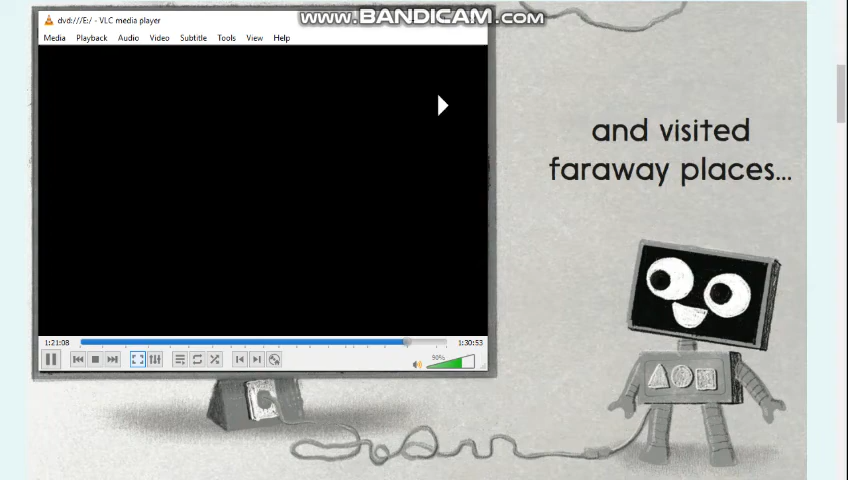 www.BANDICAM.com
dvd:///E:/ - VLC media player
Media Playback Audio Video Subtitle Tools View Help
and visited
faraway places...
1:21:08
1:30:53
90%